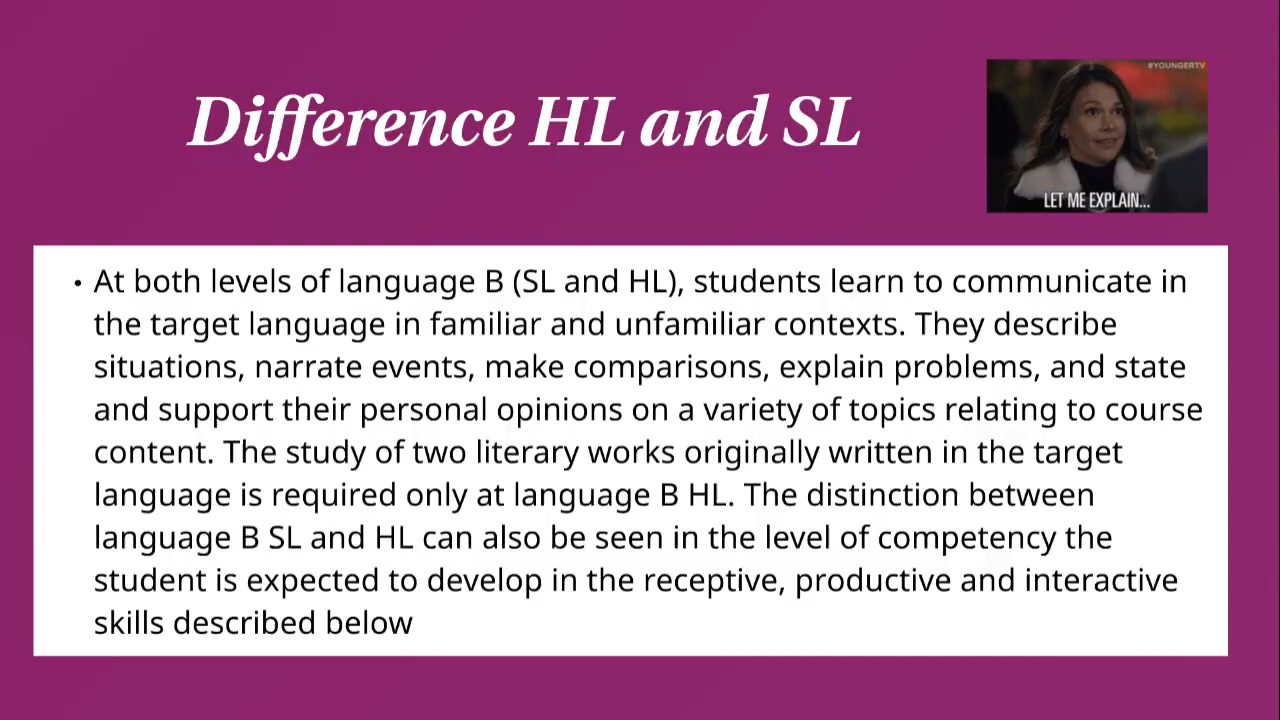 Difference HL and SL
#YOUNGERTV
LET ME EXPLAIN...
• At both levels of language B (SL and HL), students learn to communicate in
the target language in familiar and unfamiliar contexts. They describe
situations, narrate events, make comparisons, explain problems, and state
and support their personal opinions on a variety of topics relating to course
content. The study of two literary works originally written in the target
language is required only at language B HL. The distinction between
language B SL and HL can also be seen in the level of competency the
student is expected to develop in the receptive, productive and interactive
skills described below